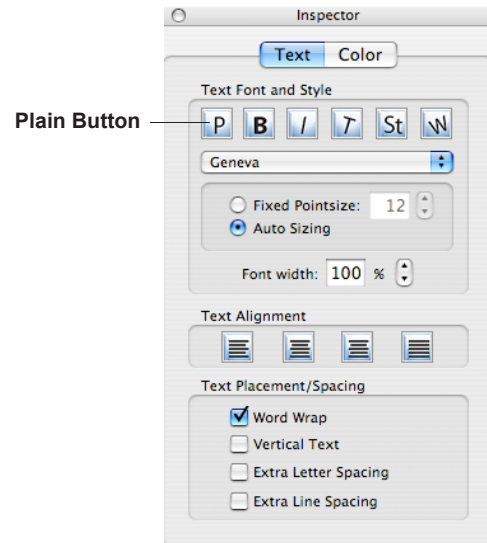 Inspector
Text Color
Text Font and Style
Plain Button
P B I T St W
Geneva
Fixed Pointsize: 12
Auto Sizing
Font width: 100 %
Text Alignment
Text Placement/Spacing
Word Wrap
Vertical Text
Extra Letter Spacing
Extra Line Spacing